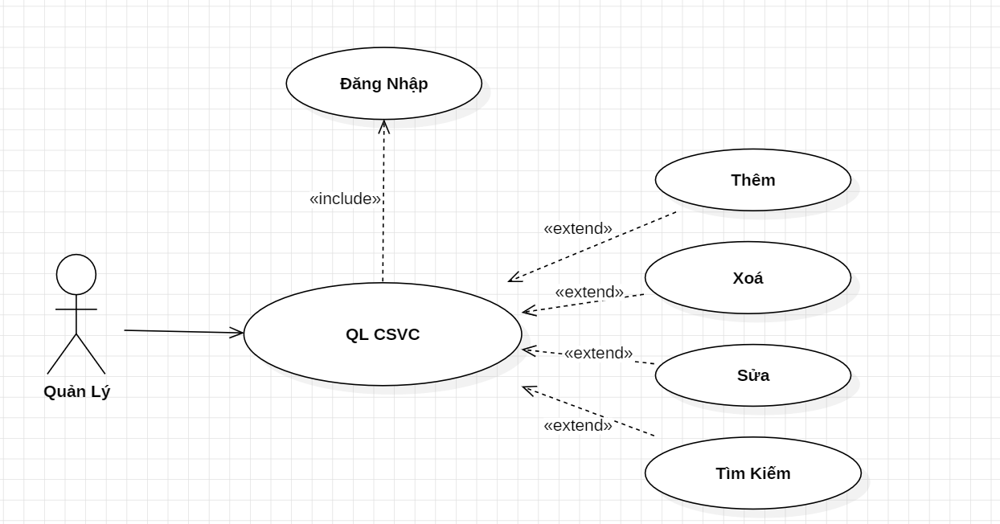 Đăng Nhập
«include»
Thêm
«extend»
Xoá
«extend»
QL CSVC
«extend»
Sửa
Quản Lý
«extend»
Tìm Kiếm